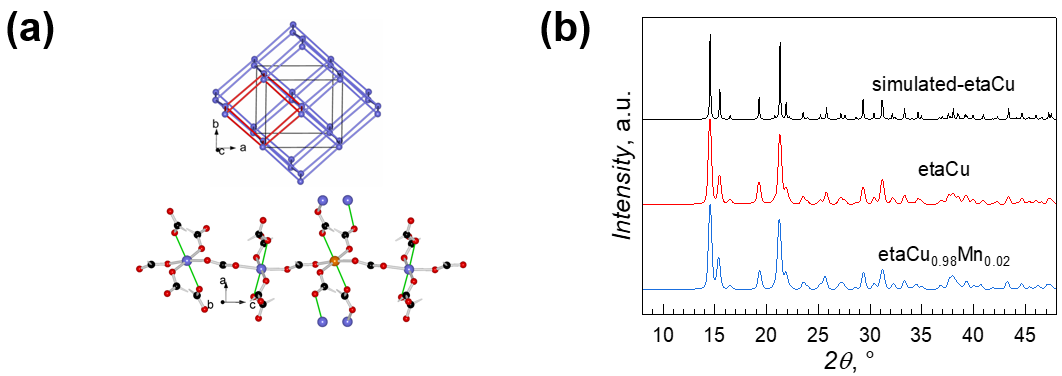 (a)
b
c
a
a
b
c
(b)
Intensity, a.u.
simulated-etaCu
etaCu
etaCu₀.₉₈Mn₀.₀₂
10 15 20 25 30 35 40 45
2θ, °